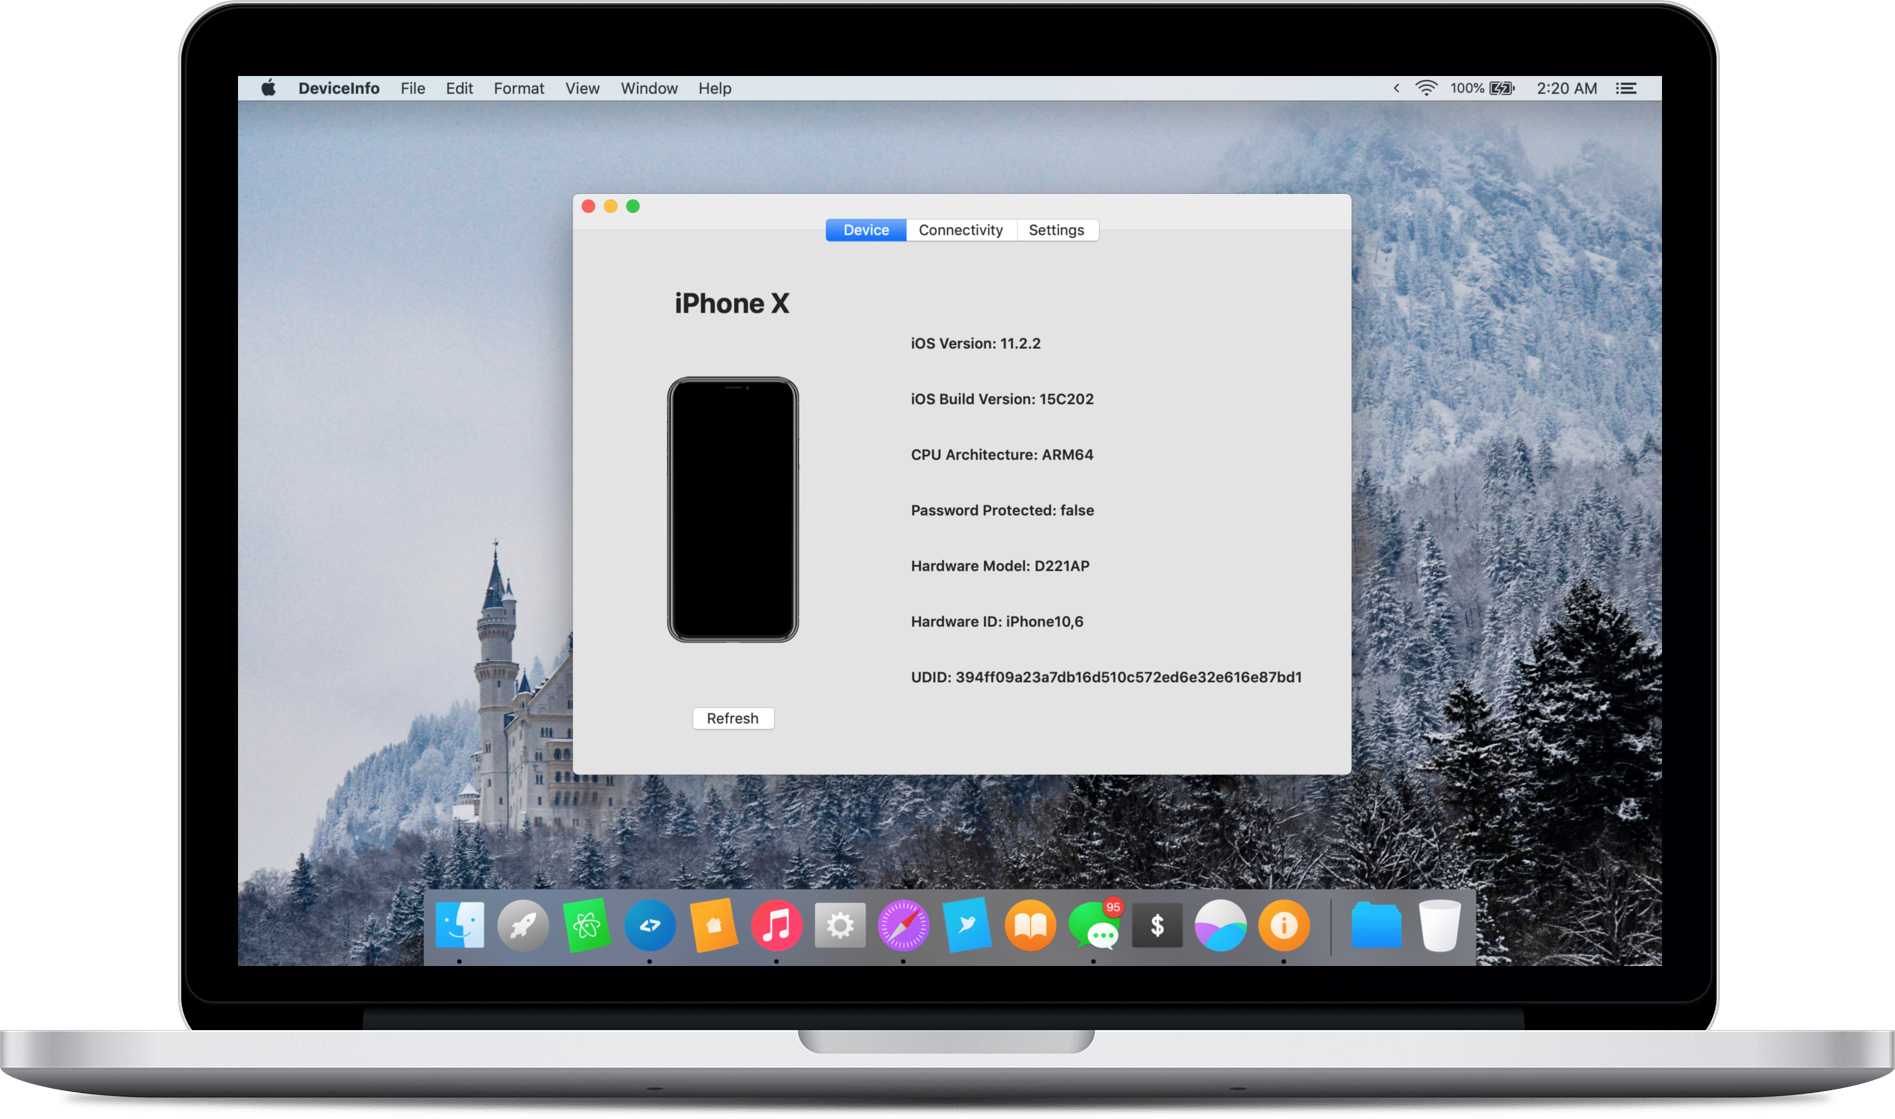 DeviceInfo File Edit Format View Window Help
100% 2:20 AM
Device Connectivity Settings
iPhone X
iOS Version: 11.2.2
iOS Build Version: 15C202
CPU Architecture: ARM64
Password Protected: false
Hardware Model: D221AP
Hardware ID: iPhone10,6
UDID: 394ff09a23a7db16d510c572ed6e32e616e87bd1
Refresh
95
$